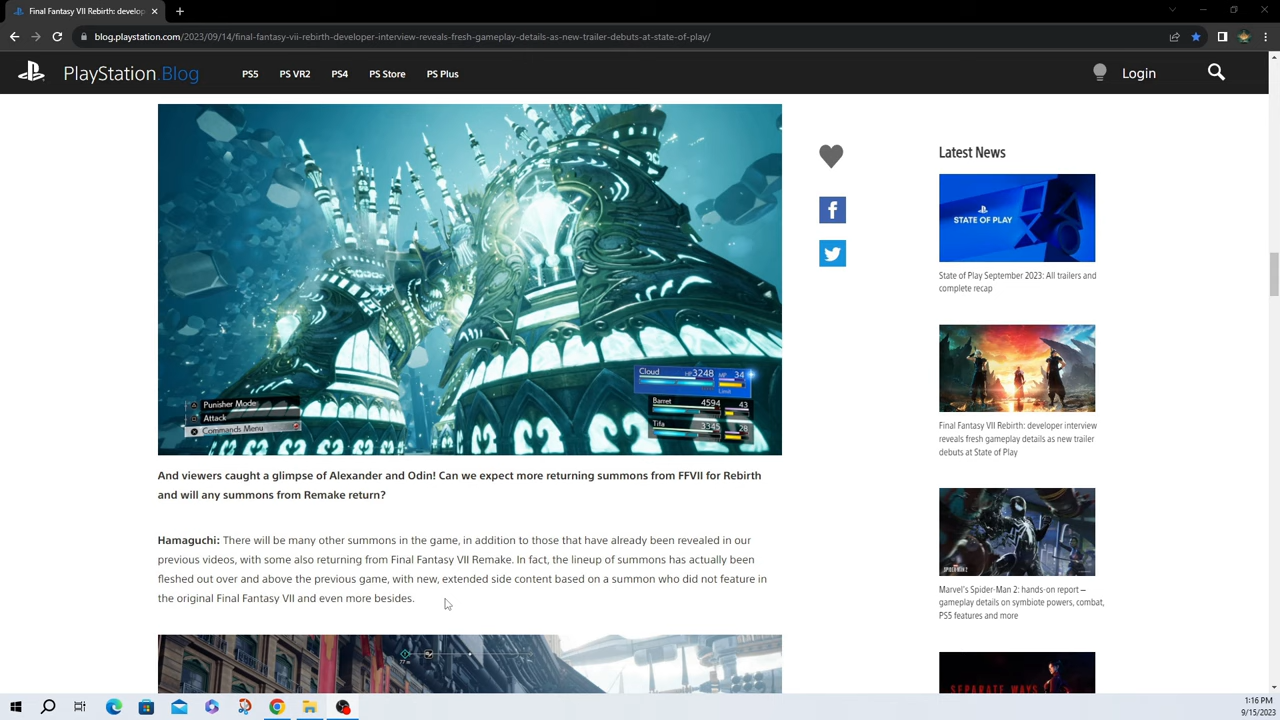 Final Fantasy VII Rebirth: develop
blog.playstation.com/2023/09/14/final-fantasy-vii-rebirth-developer-interview-reveals-fresh-gameplay-details-as-new-trailer-debuts-at-state-of-play/
PlayStation.Blog
PS5
PS VR2
PS4
PS Store
PS Plus
Login
Cloud HP 3248 MP 34
Limit
Barret 4594 43
Tifa 3345 28
Punisher Mode
Attack
Commands Menu
And viewers caught a glimpse of Alexander and Odin! Can we expect more returning summons from FFVII for Rebirth
and will any summons from Remake return?
Hamaguchi: There will be many other summons in the game, in addition to those that have already been revealed in our
previous videos, with some also returning from Final Fantasy VII Remake. In fact, the lineup of summons has actually been
fleshed out over and above the previous game, with new, extended side content based on a summon who did not feature in
the original Final Fantasy VII and even more besides.
77 m
Latest News
STATE OF PLAY
State of Play September 2023: All trailers and
complete recap
Final Fantasy VII Rebirth: developer interview
reveals fresh gameplay details as new trailer
debuts at State of Play
SPIDER-MAN 2
Marvel's Spider-Man 2: hands-on report –
gameplay details on symbiote powers, combat,
PS5 features and more
SEPARATE WAYS
1:16 PM
9/15/2023